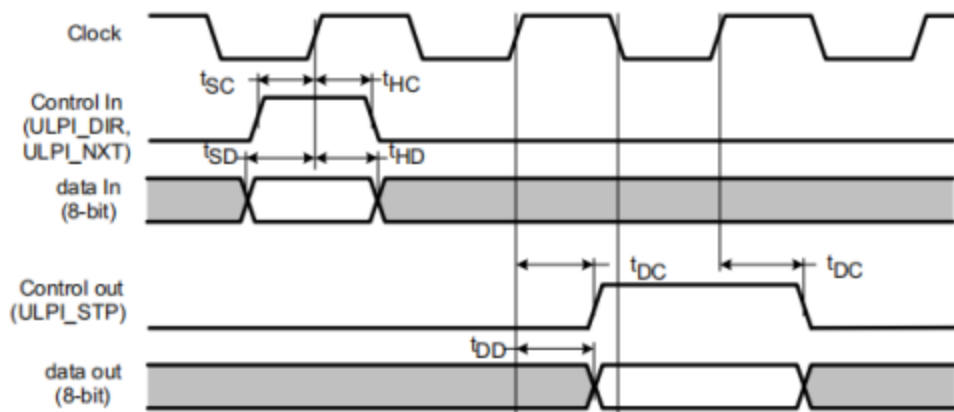 Clock
tSC
tHC
Control In
(ULPI_DIR,
ULPI_NXT)
tSD
tHD
data In
(8-bit)
tDC
tDC
Control out
(ULPI_STP)
tDD
data out
(8-bit)